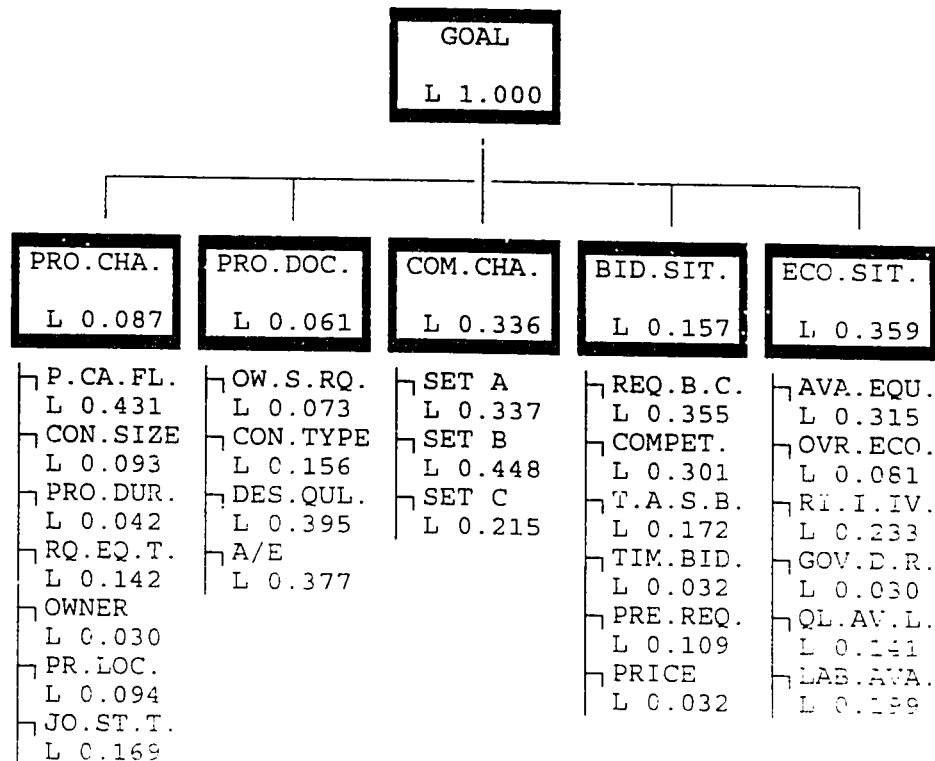 GOAL
L 1.000
PRO.CHA.
L 0.087
P.CA.FL.
L 0.431
CON.SIZE
L 0.093
PRO.DUR.
L 0.042
RQ.EQ.T.
L 0.142
OWNER
L 0.030
PR.LOC.
L 0.094
JO.ST.T.
L 0.169
PRO.DOC.
L 0.061
OW.S.RQ.
L 0.073
CON.TYPE
L 0.156
DES.QUL.
L 0.395
A/E
L 0.377
COM.CHA.
L 0.336
SET A
L 0.337
SET B
L 0.448
SET C
L 0.215
BID.SIT.
L 0.157
REQ.B.C.
L 0.355
COMPET.
L 0.301
T.A.S.B.
L 0.172
TIM.BID.
L 0.032
PRE.REQ.
L 0.109
PRICE
L 0.032
ECO.SIT.
L 0.359
AVA.EQU.
L 0.315
OVR.ECO.
L 0.081
RI.I.IV.
L 0.233
GOV.D.R.
L 0.030
QL.AV.L.
L 0.141
LAB.AVA.
L 0.199